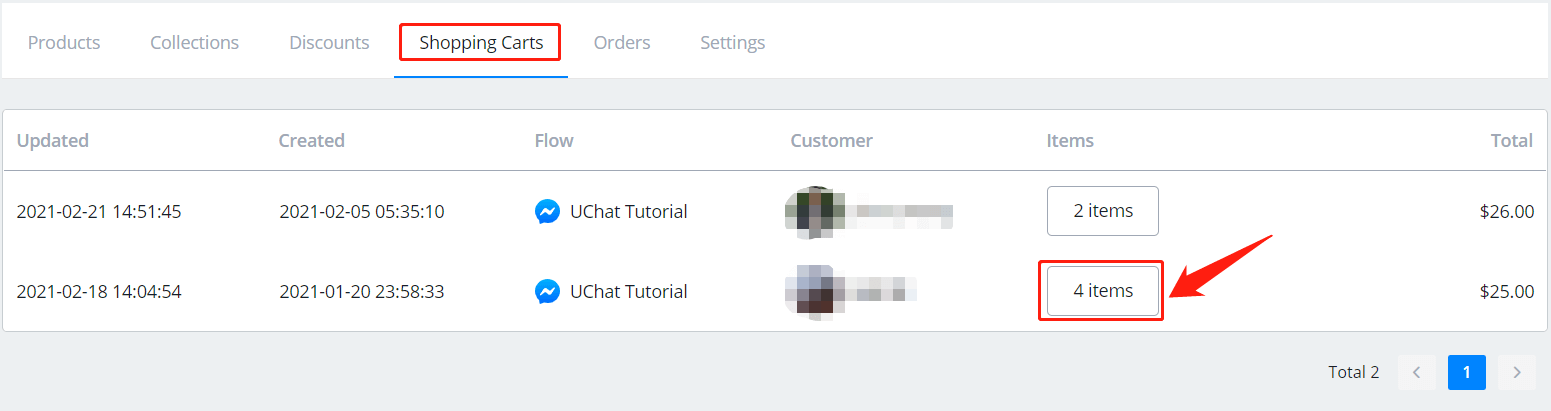 Products Collections Discounts Shopping Carts Orders Settings
Updated Created Flow Customer Items Total
2021-02-21 14:51:45 2021-02-05 05:35:10 UChat Tutorial 2 items $26.00
2021-02-18 14:04:54 2021-01-20 23:58:33 UChat Tutorial 4 items $25.00
Total 2 1